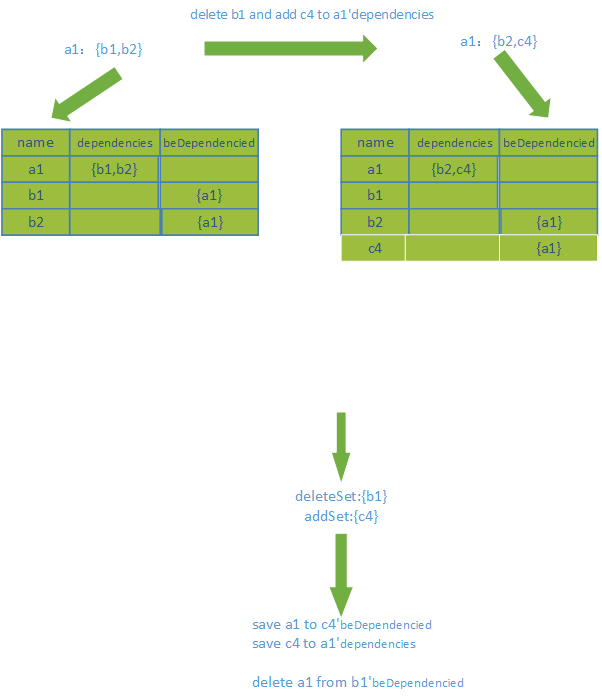 delete b1 and add c4 to a1'dependencies
a1：{b1,b2}
a1：{b2,c4}
name dependencies beDependencied
a1 {b1,b2}
b1 {a1}
b2 {a1}
name dependencies beDependencied
a1 {b2,c4}
b1
b2 {a1}
c4 {a1}
deleteSet:{b1}
addSet:{c4}
save a1 to c4'beDependencied
save c4 to a1'dependencies
delete a1 from b1'beDependencied